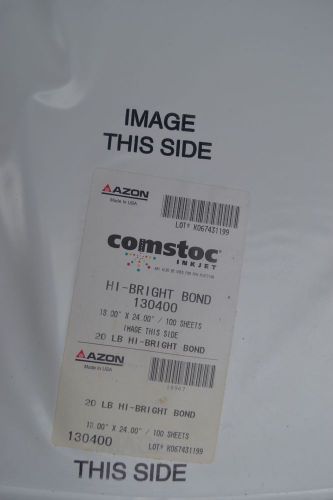 IMAGE
THIS SIDE
AZON
Made in USA
LOT# K067431199
comstoc
INKJET
HI-BRIGHT BOND
130400
18.00" X 24.00" / 100 SHEETS
IMAGE THIS SIDE
20 LB HI-BRIGHT BOND
AZON
Made in USA
20 LB HI-BRIGHT BOND
18.00" X 24.00" / 100 SHEETS
130400
LOT# K067431199
THIS SIDE